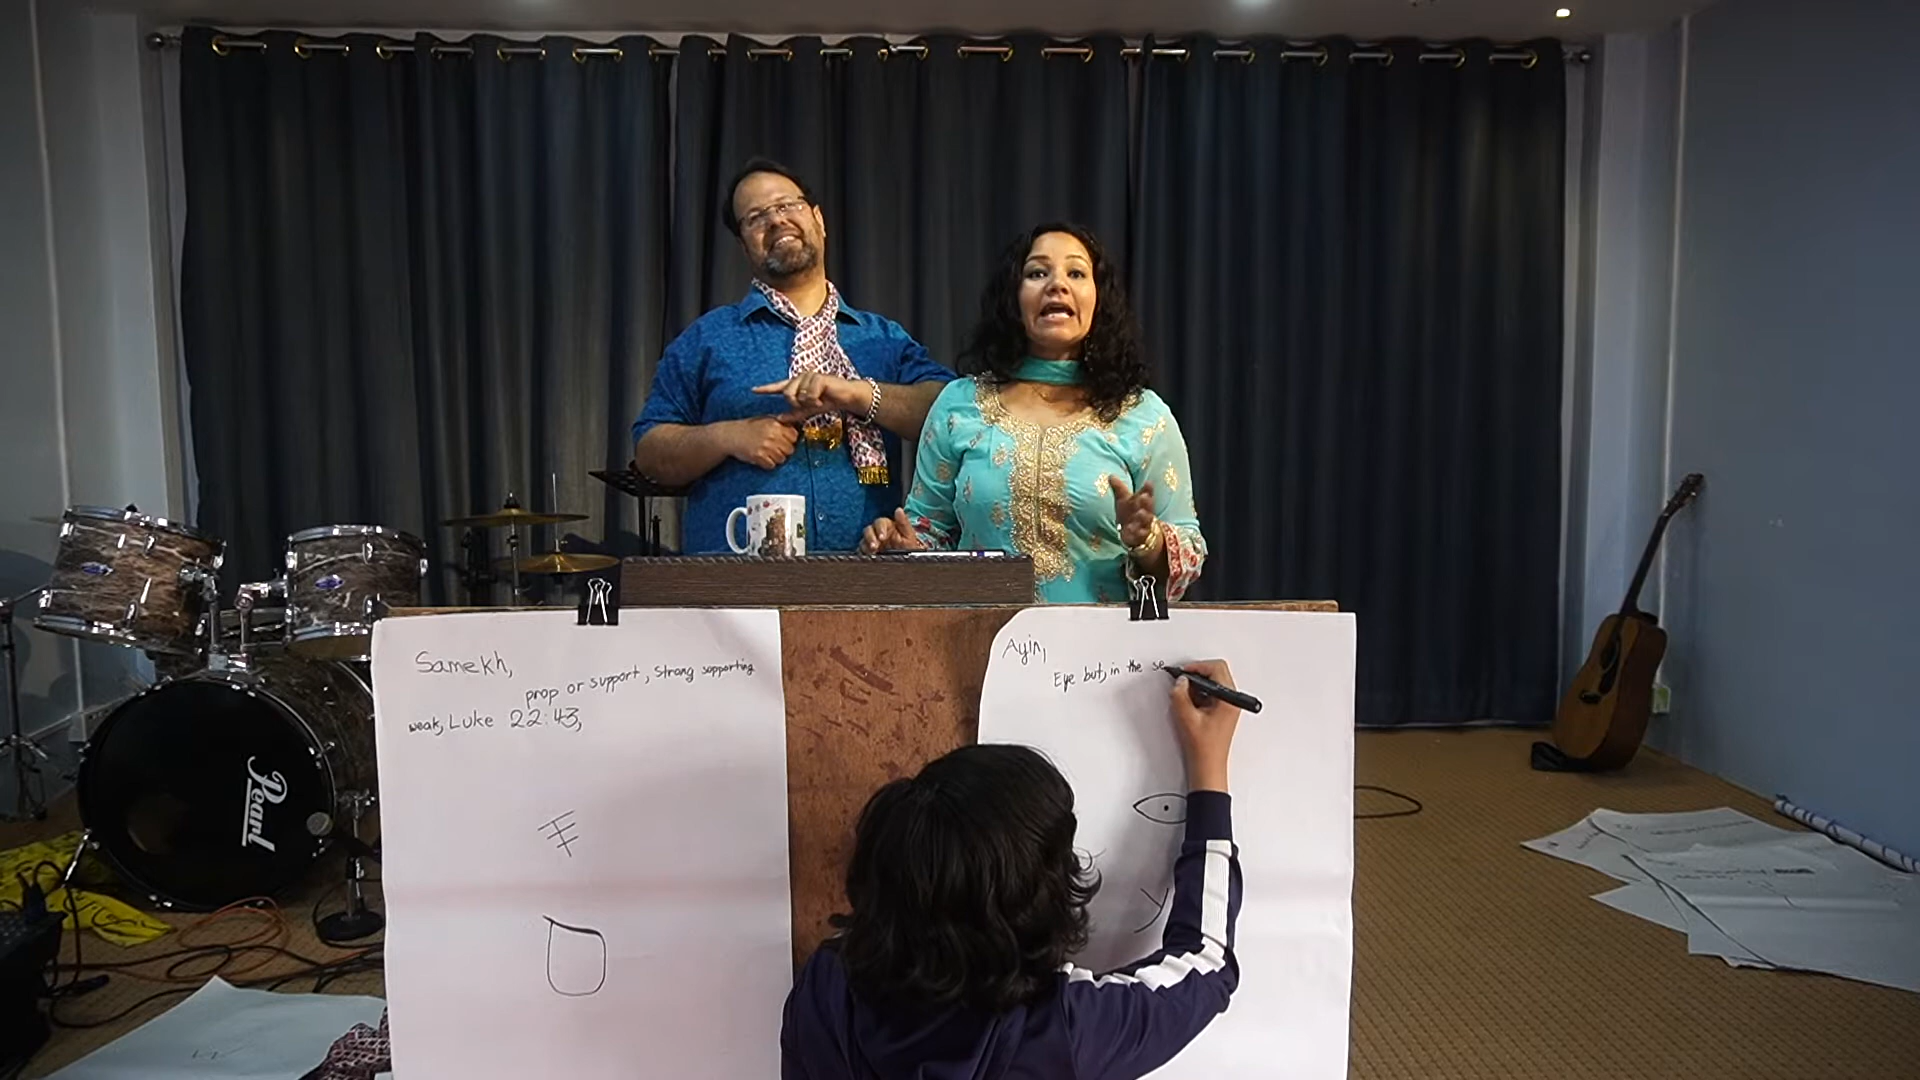 Samekh,
prop or support, strong supporting
weak, Luke 22:43,
Ayin,
Eye but, in the se
Pearl